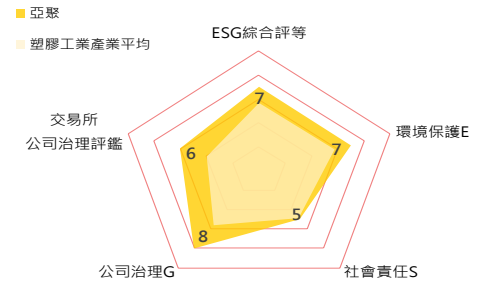 亞聚
塑膠工業產業平均
ESG綜合評等
7
環境保護E
7
交易所
公司治理評鑑
6
5
8
公司治理G
社會責任S